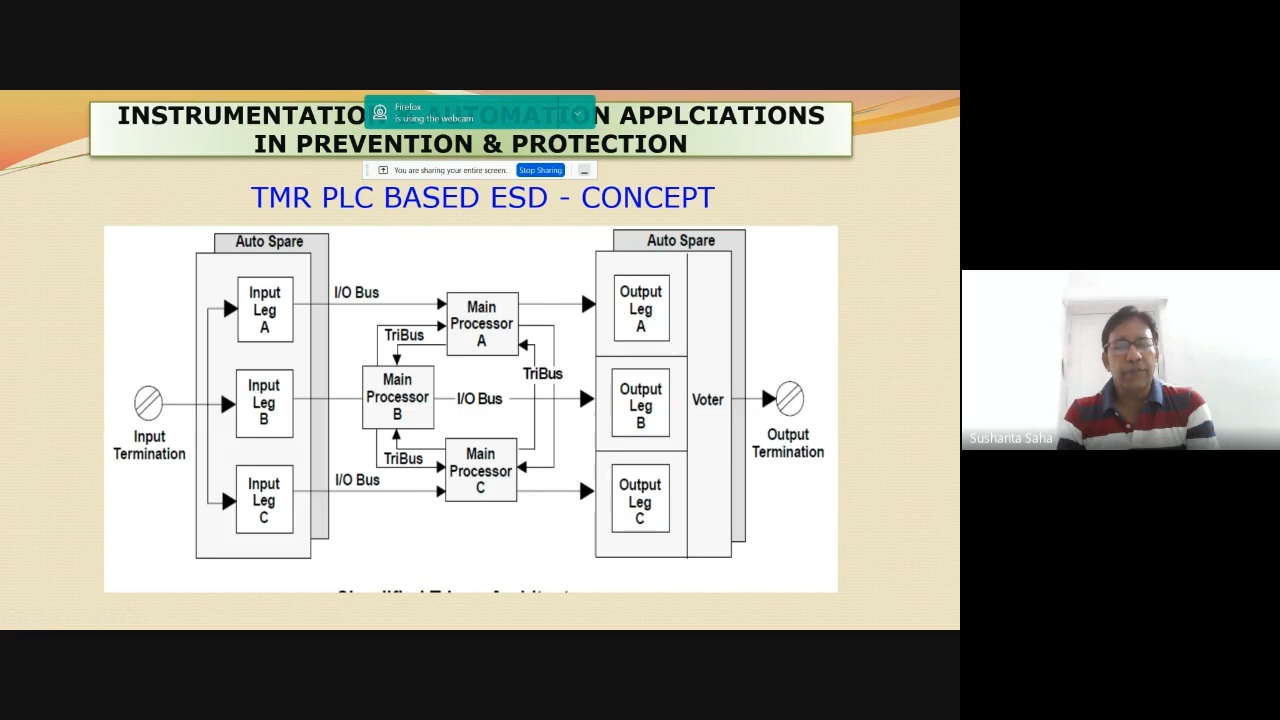 INSTRUMENTATIO AUTOMATION APPLCIATIONS
IN PREVENTION & PROTECTION
Firefox
is using the webcam
You are sharing your entire screen.
Stop Sharing
TMR PLC BASED ESD - CONCEPT
Auto Spare
Input
Leg
A
Input
Leg
B
Input
Leg
C
Input
Termination
I/O Bus
TriBus
Main
Processor
A
Main
Processor
B
I/O Bus
TriBus
TriBus
I/O Bus
Main
Processor
C
Auto Spare
Output
Leg
A
Output
Leg
B
Output
Leg
C
Voter
Output
Termination
Sushanta Saha